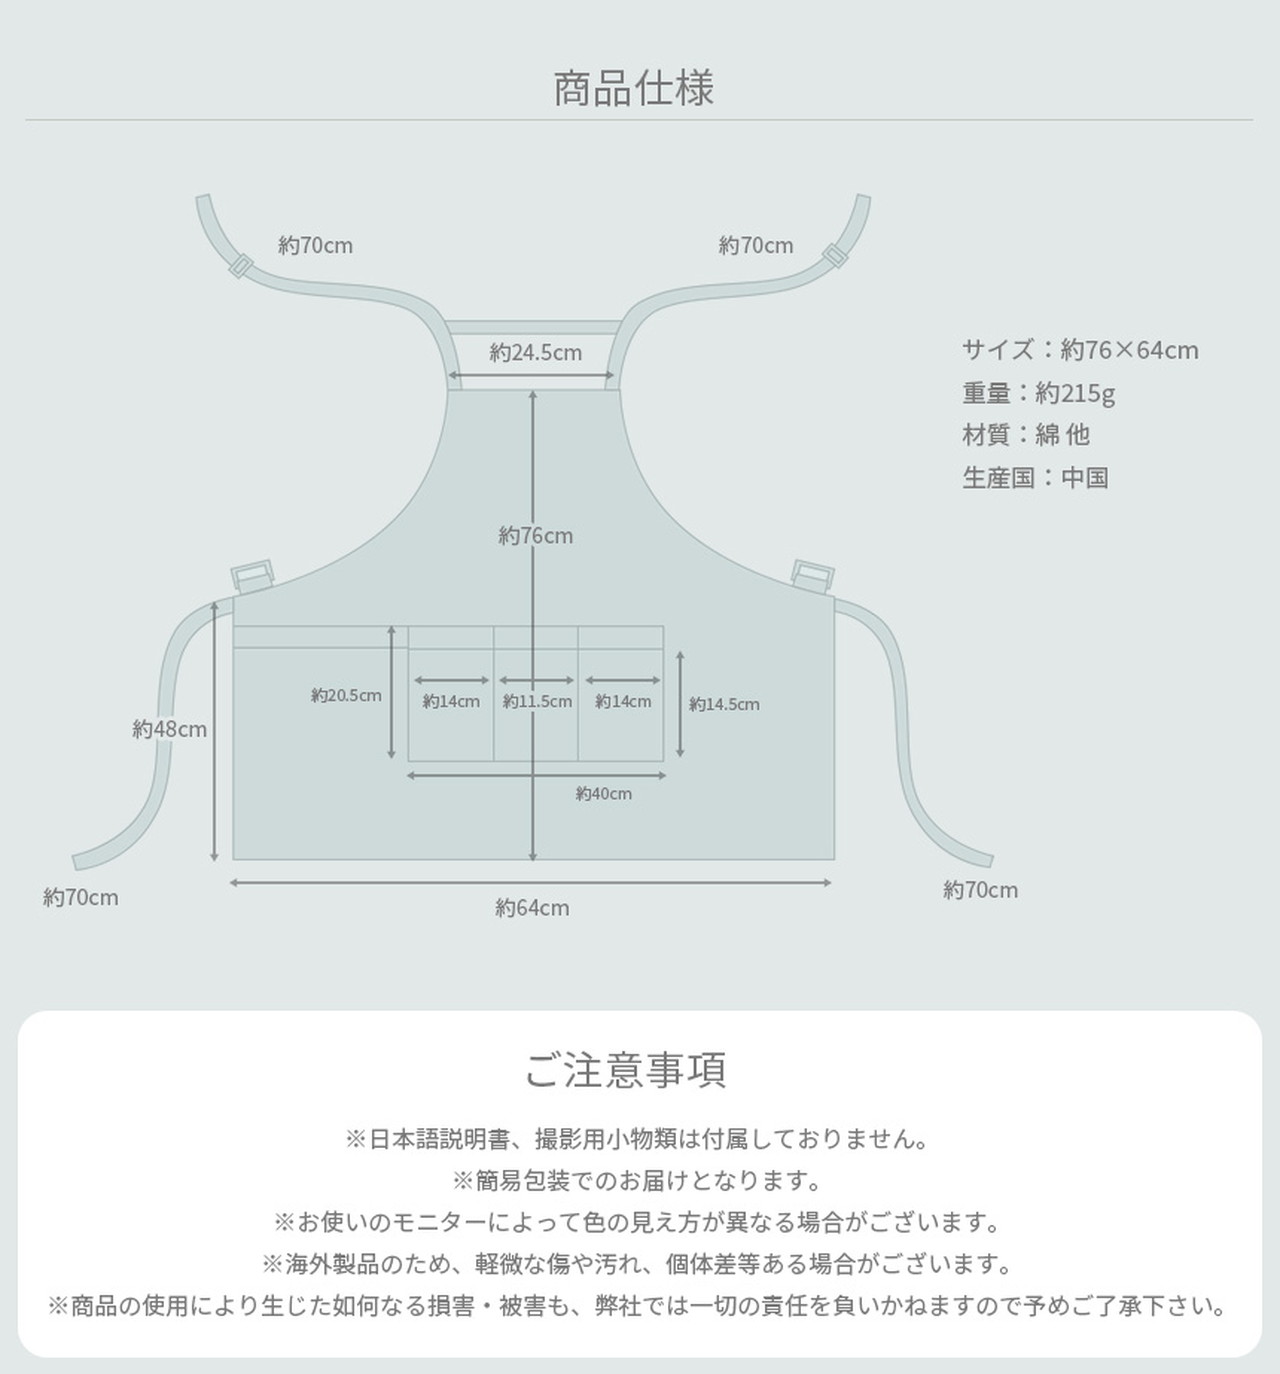 商品仕様
約70cm
約70cm
約24.5cm
サイズ：約76×64cm
重量：約215g
材質：綿 他
生産国：中国
約76cm
約20.5cm
約14cm
約11.5cm
約14cm
約14.5cm
約48cm
約40cm
約70cm
約70cm
約64cm
ご注意事項
※日本語説明書、撮影用小物類は付属しておりません。
※簡易包装でのお届けとなります。
※お使いのモニターによって色の見え方が異なる場合がございます。
※海外製品のため、軽微な傷や汚れ、個体差等ある場合がございます。
※商品の使用により生じた如何なる損害・被害も、弊社では一切の責任を負いかねますので予めご了承下さい。